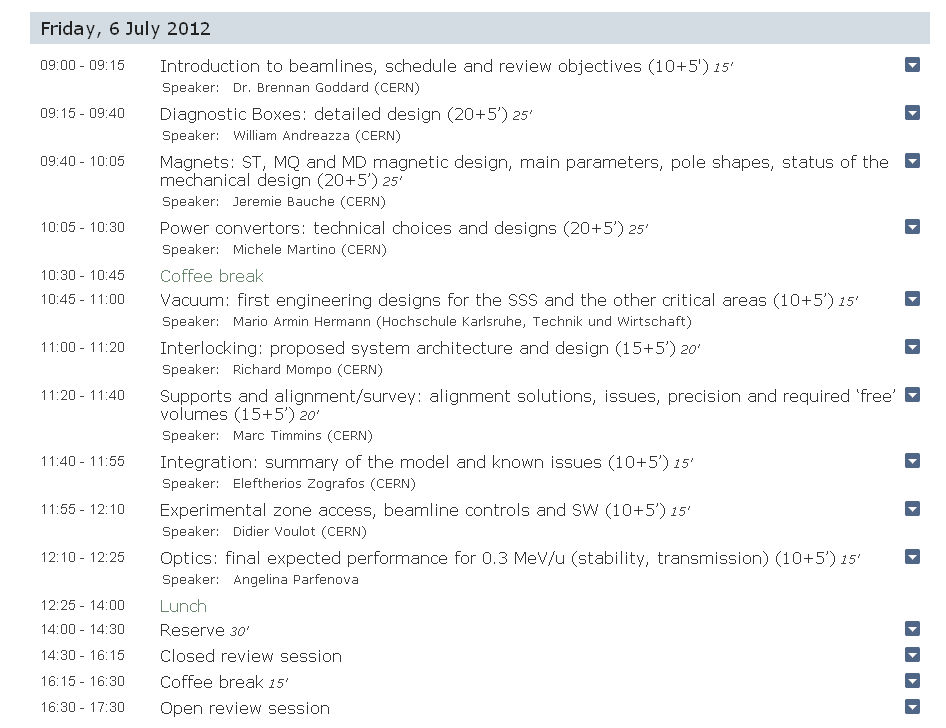 Friday, 6 July 2012
09:00 - 09:15 Introduction to beamlines, schedule and review objectives (10+5') 15'
Speaker: Dr. Brennan Goddard (CERN)
09:15 - 09:40 Diagnostic Boxes: detailed design (20+5’) 25'
Speaker: William Andreazza (CERN)
09:40 - 10:05 Magnets: ST, MQ and MD magnetic design, main parameters, pole shapes, status of the
mechanical design (20+5’) 25'
Speaker: Jeremie Bauche (CERN)
10:05 - 10:30 Power convertors: technical choices and designs (20+5’) 25'
Speaker: Michele Martino (CERN)
10:30 - 10:45 Coffee break
10:45 - 11:00 Vacuum: first engineering designs for the SSS and the other critical areas (10+5’) 15'
Speaker: Mario Armin Hermann (Hochschule Karlsruhe, Technik und Wirtschaft)
11:00 - 11:20 Interlocking: proposed system architecture and design (15+5’) 20'
Speaker: Richard Mompo (CERN)
11:20 - 11:40 Supports and alignment/survey: alignment solutions, issues, precision and required ‘free’
volumes (15+5’) 20'
Speaker: Marc Timmins (CERN)
11:40 - 11:55 Integration: summary of the model and known issues (10+5’) 15'
Speaker: Eleftherios Zografos (CERN)
11:55 - 12:10 Experimental zone access, beamline controls and SW (10+5’) 15'
Speaker: Didier Voulot (CERN)
12:10 - 12:25 Optics: final expected performance for 0.3 MeV/u (stability, transmission) (10+5’) 15'
Speaker: Angelina Parfenova
12:25 - 14:00 Lunch
14:00 - 14:30 Reserve 30'
14:30 - 16:15 Closed review session
16:15 - 16:30 Coffee break 15'
16:30 - 17:30 Open review session